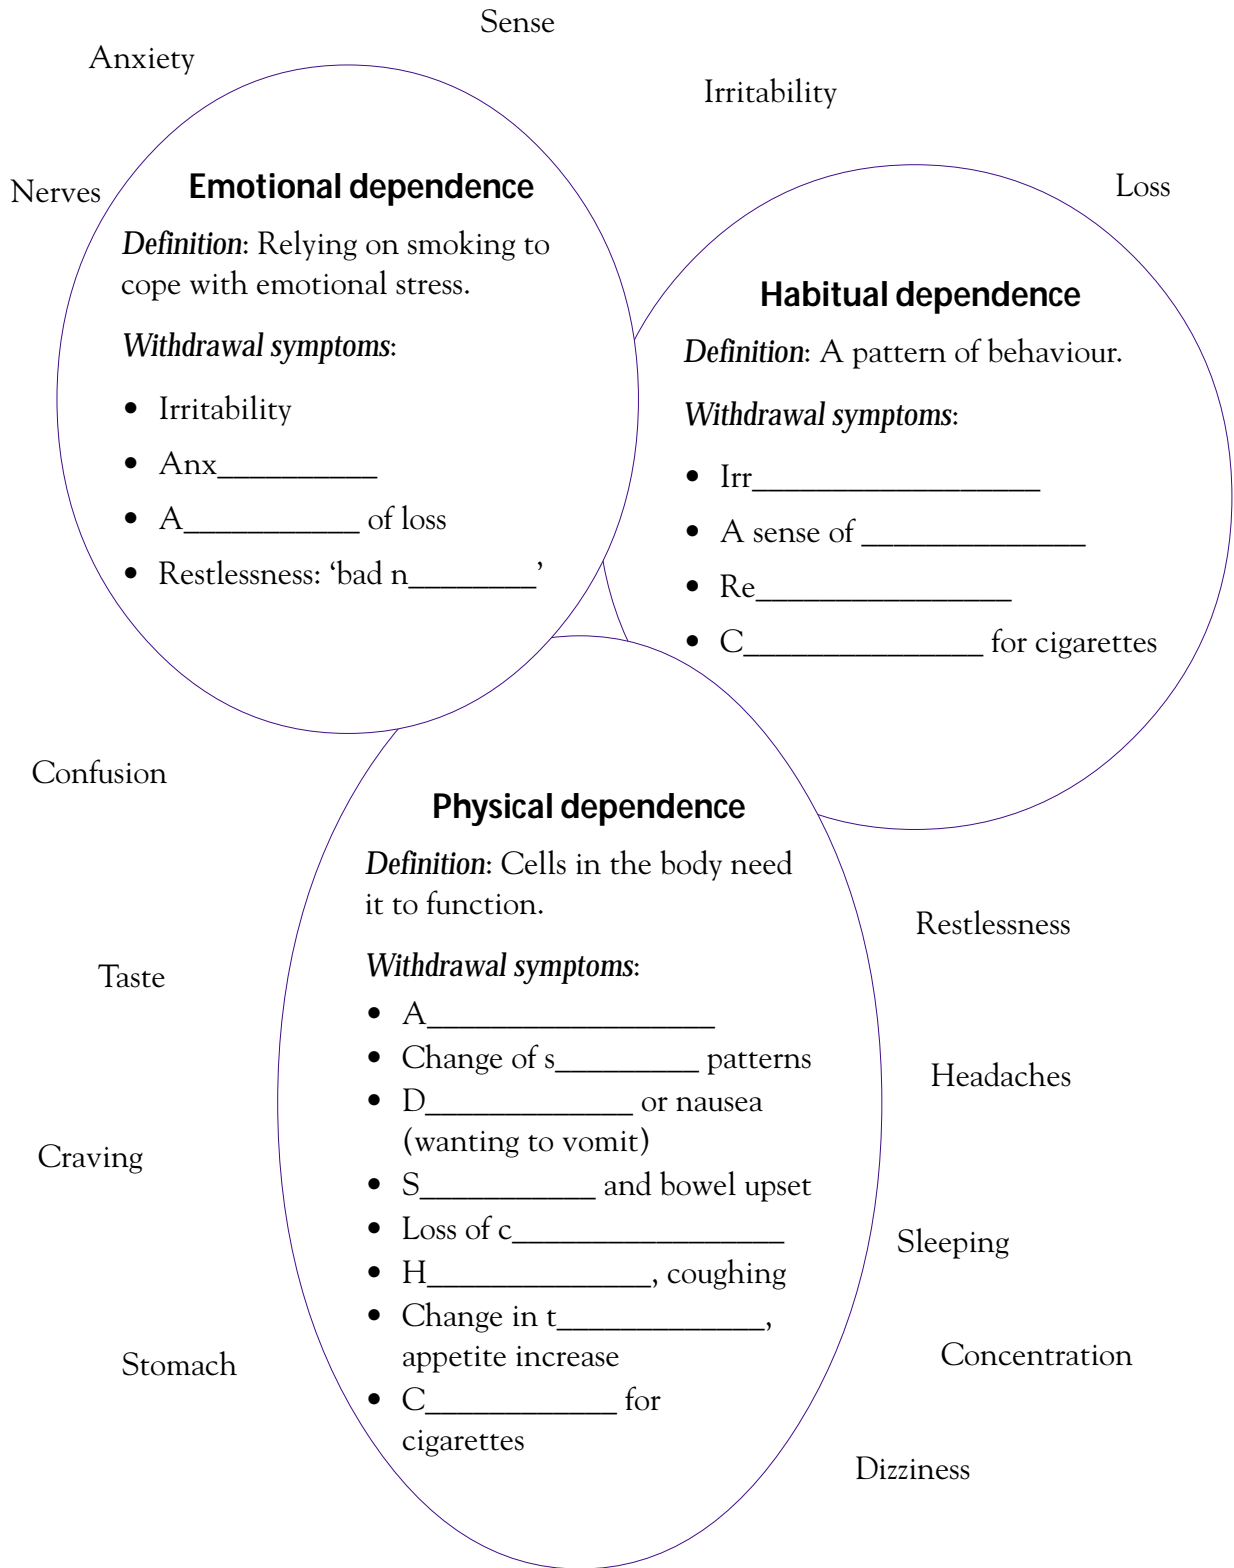 Sense
Anxiety
Irritability
Nerves
Loss
Emotional dependence
Definition: Relying on smoking to
cope with emotional stress.
Withdrawal symptoms:
• Irritability
• Anx__________
• A___________ of loss
• Restlessness: ‘bad n________’
Habitual dependence
Definition: A pattern of behaviour.
Withdrawal symptoms:
• Irr__________________
• A sense of ______________
• Re________________
• C_______________ for cigarettes
Confusion
Physical dependence
Definition: Cells in the body need
it to function.
Withdrawal symptoms:
• A__________________
• Change of s_________ patterns
• D_____________ or nausea
(wanting to vomit)
• S___________ and bowel upset
• Loss of c_________________
• H______________, coughing
• Change in t_____________,
appetite increase
• C____________ for
cigarettes
Restlessness
Taste
Headaches
Craving
Sleeping
Stomach
Concentration
Dizziness